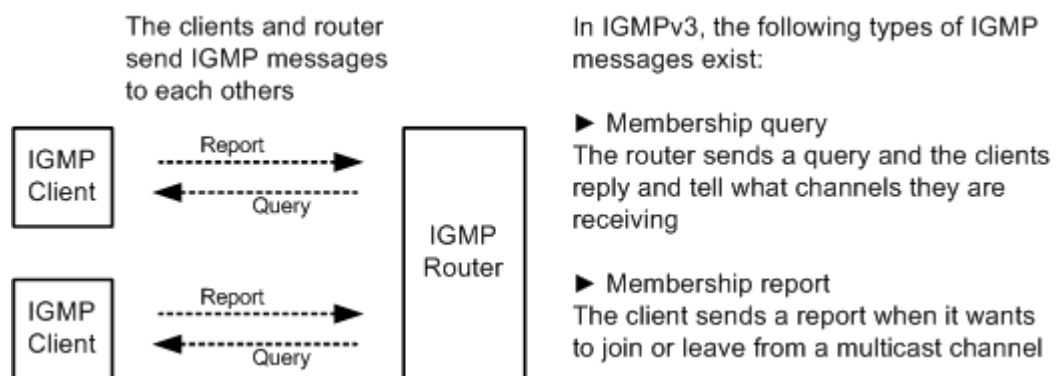 The clients and router
send IGMP messages
to each others
IGMP
Client
Report
Query
IGMP
Client
Report
Query
IGMP
Router
In IGMPv3, the following types of IGMP
messages exist:
► Membership query
The router sends a query and the clients
reply and tell what channels they are
receiving
► Membership report
The client sends a report when it wants
to join or leave from a multicast channel